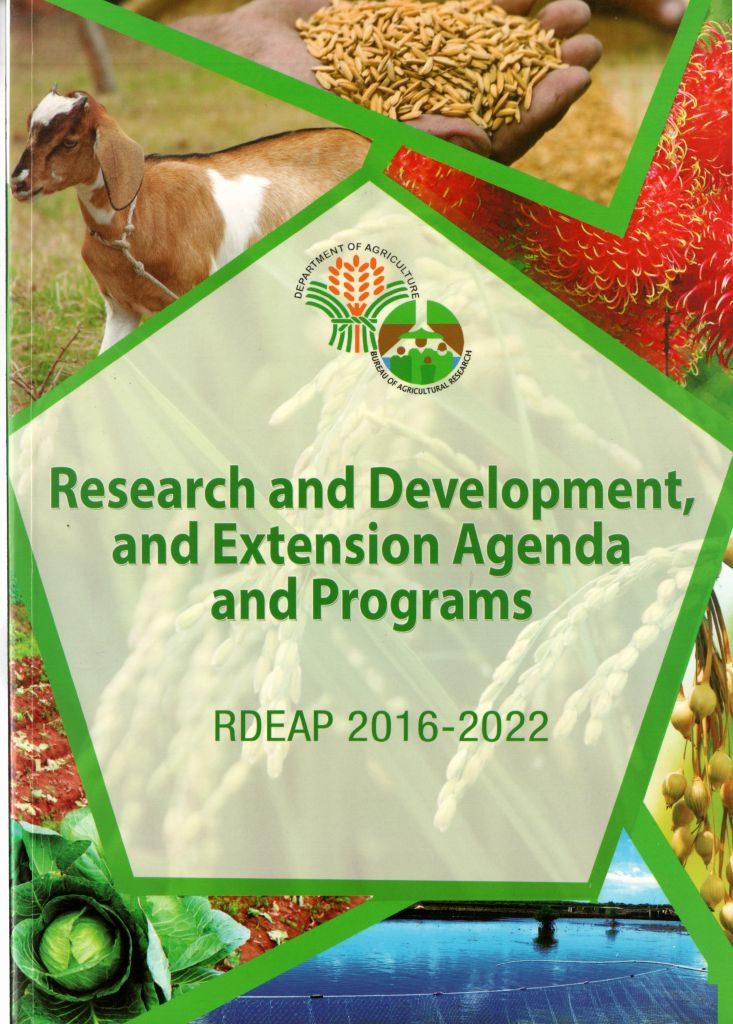 DEPARTMENT OF AGRICULTURE
BUREAU OF AGRICULTURAL RESEARCH
Research and Development,
and Extension Agenda
and Programs
RDEAP 2016-2022